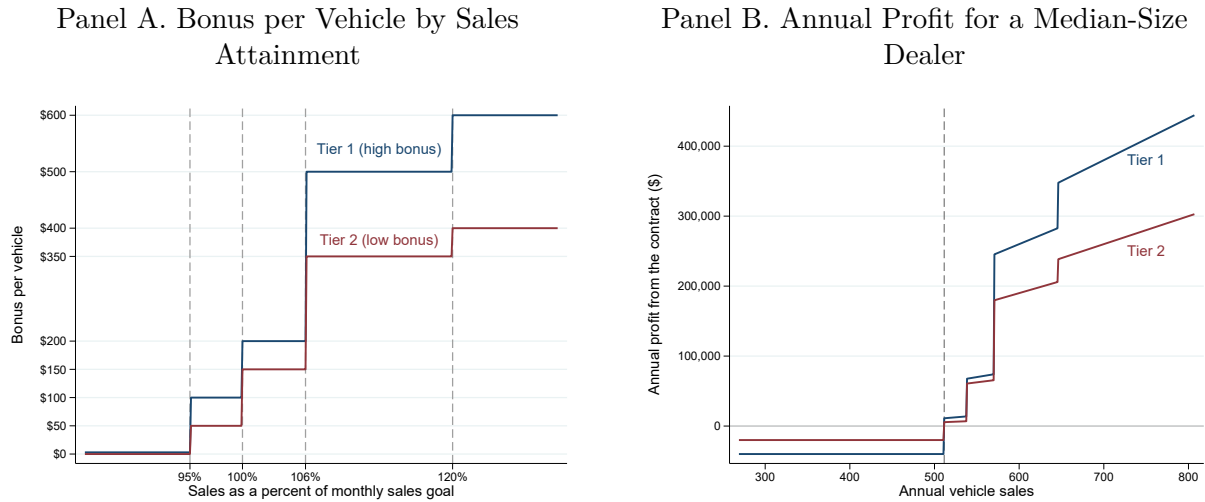 Panel A. Bonus per Vehicle by Sales
Attainment
$600
$500
$400
$350
$200
$150
$100
$50
$0
Bonus per vehicle
Tier 1 (high bonus)
Tier 2 (low bonus)
95%
100%
106%
120%
Sales as a percent of monthly sales goal
Panel B. Annual Profit for a Median-Size
Dealer
400,000
300,000
200,000
100,000
0
Annual profit from the contract ($)
Tier 1
Tier 2
300
400
500
600
700
800
Annual vehicle sales